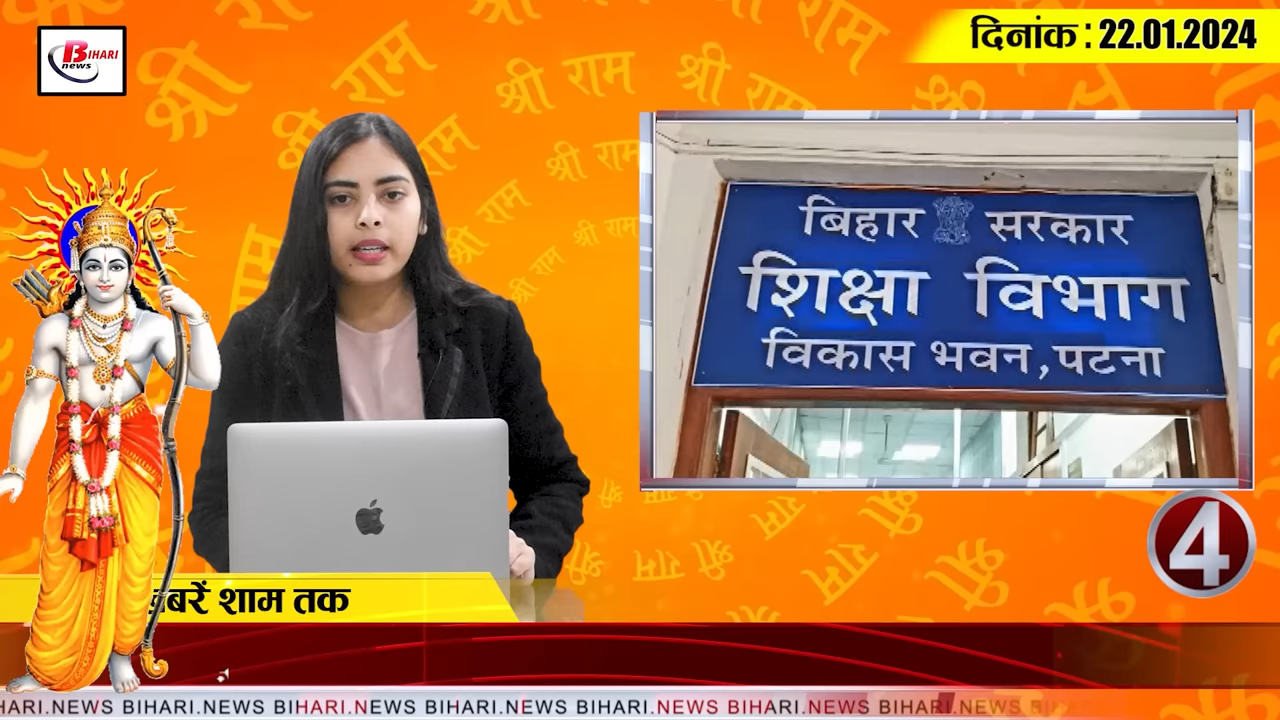 BIHARI
news
दिनांक : 22.01.2024
श्री राम
श्री राम
श्री राम
श्री राम
श्री राम
श्री राम
श्री राम
श्री राम
बिहार सरकार
शिक्षा विभाग
विकास भवन, पटना
4
शाम तक
HARI.NEWS BIHARI.NEWS BIHARI.NEWS BIHARI.NEWS BIHARI.NEWS BIHARI.NEWS BIHARI.NEWS